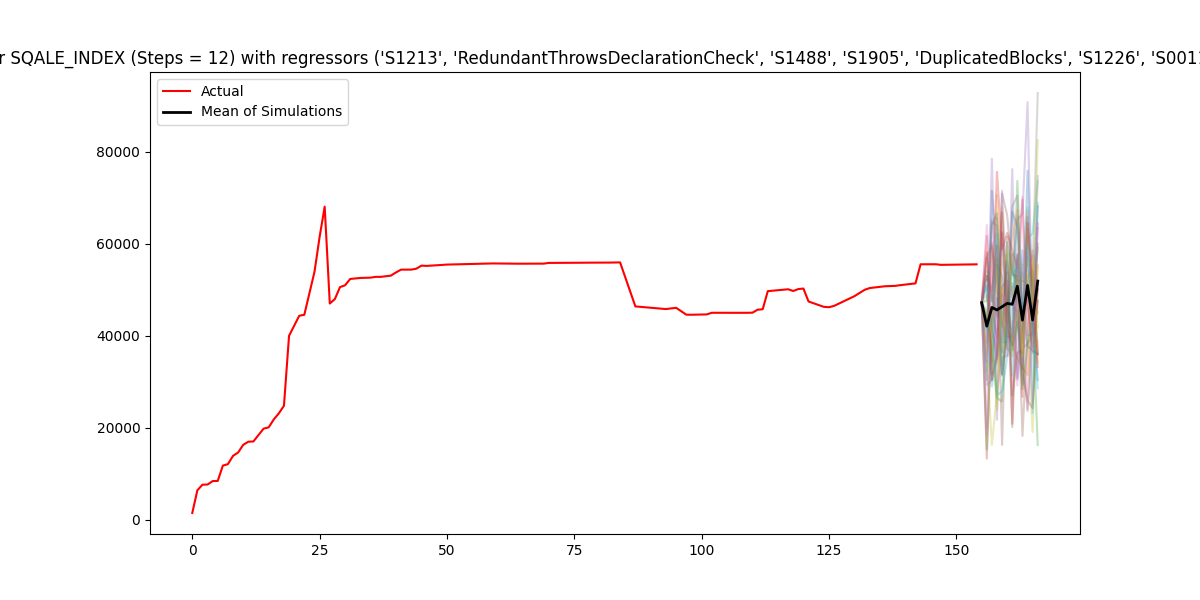 r SQALE_INDEX (Steps = 12) with regressors ('S1213', 'RedundantThrowsDeclarationCheck', 'S1488', 'S1905', 'DuplicatedBlocks', 'S1226', 'S001
Actual
Mean of Simulations
80000
60000
40000
20000
0
0 25 50 75 100 125 150